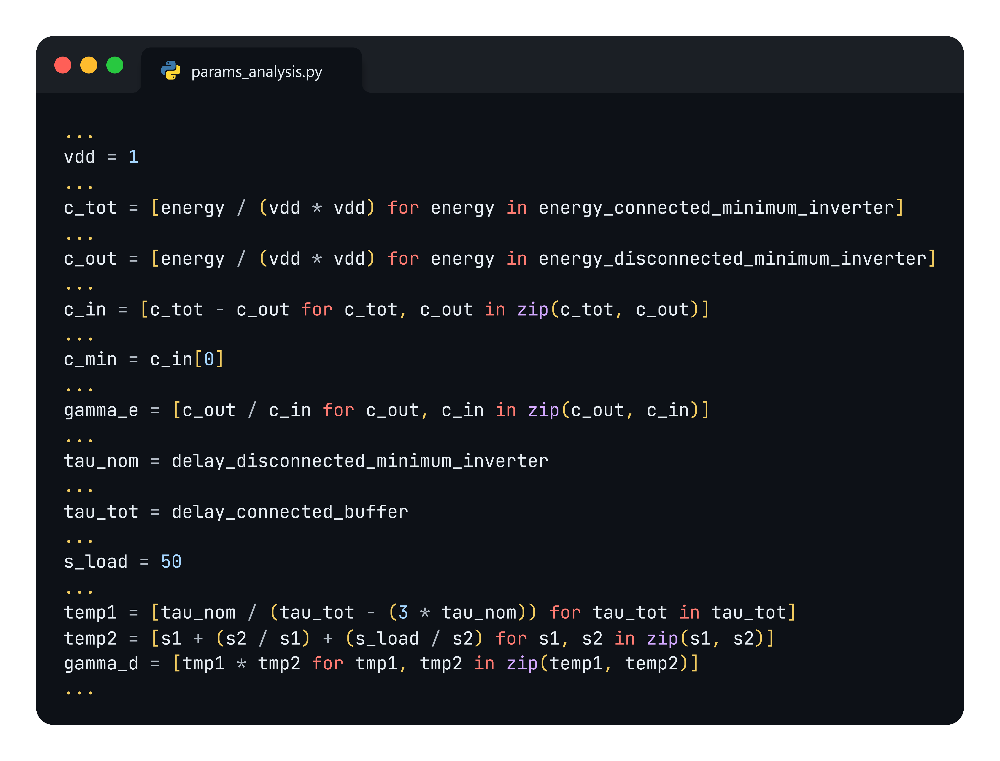 params_analysis.py
...
vdd = 1
...
c_tot = [energy / (vdd * vdd) for energy in energy_connected_minimum_inverter]
...
c_out = [energy / (vdd * vdd) for energy in energy_disconnected_minimum_inverter]
...
c_in = [c_tot - c_out for c_tot, c_out in zip(c_tot, c_out)]
...
c_min = c_in[0]
...
gamma_e = [c_out / c_in for c_out, c_in in zip(c_out, c_in)]
...
tau_nom = delay_disconnected_minimum_inverter
...
tau_tot = delay_connected_buffer
...
s_load = 50
...
temp1 = [tau_nom / (tau_tot - (3 * tau_nom)) for tau_tot in tau_tot]
temp2 = [s1 + (s2 / s1) + (s_load / s2) for s1, s2 in zip(s1, s2)]
gamma_d = [tmp1 * tmp2 for tmp1, tmp2 in zip(temp1, temp2)]
...